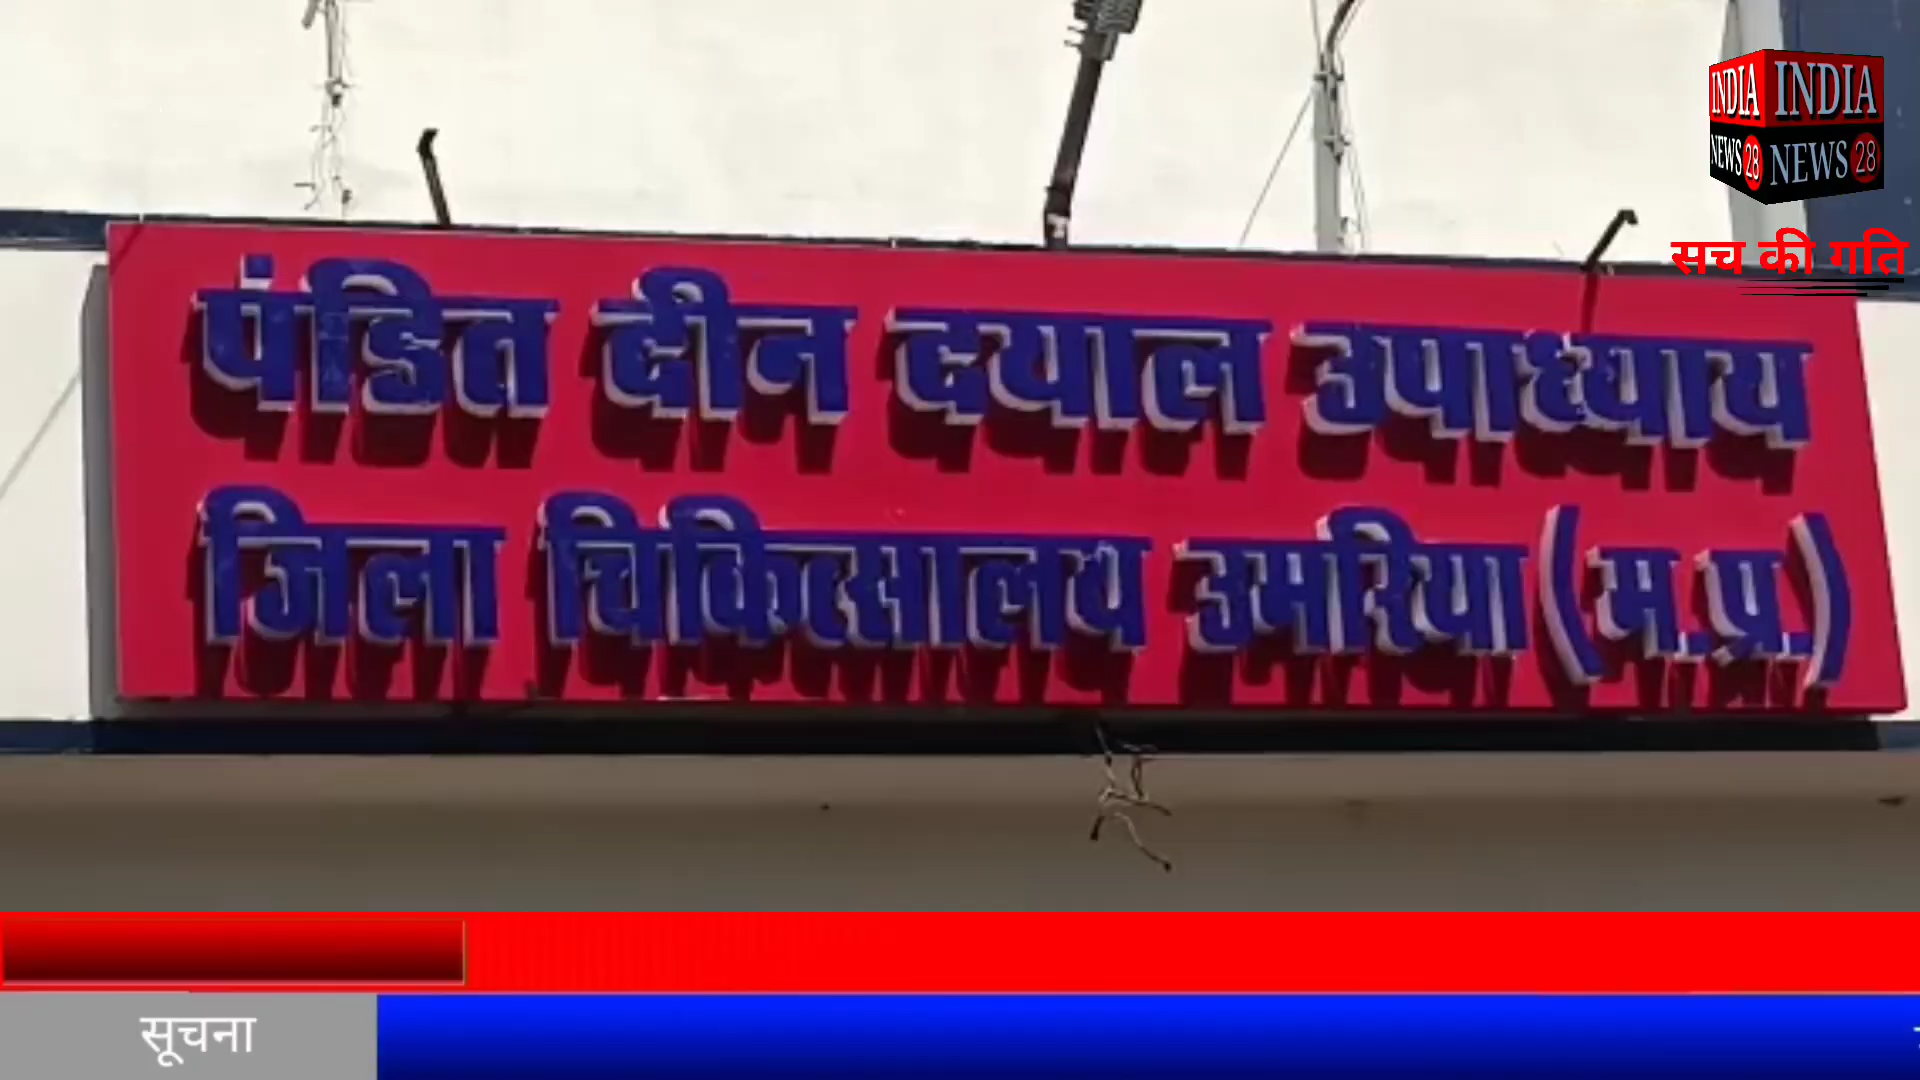 INDIA INDIA
NEWS 28 NEWS 28
सच की गति
पंडित दीन दयाल उपाध्याय
जिला चिकित्सालय उमरिया (म.प्र.)
सूचना